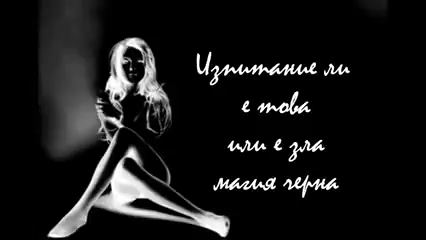 Изпитание ли
е това
или е зла
магия черна